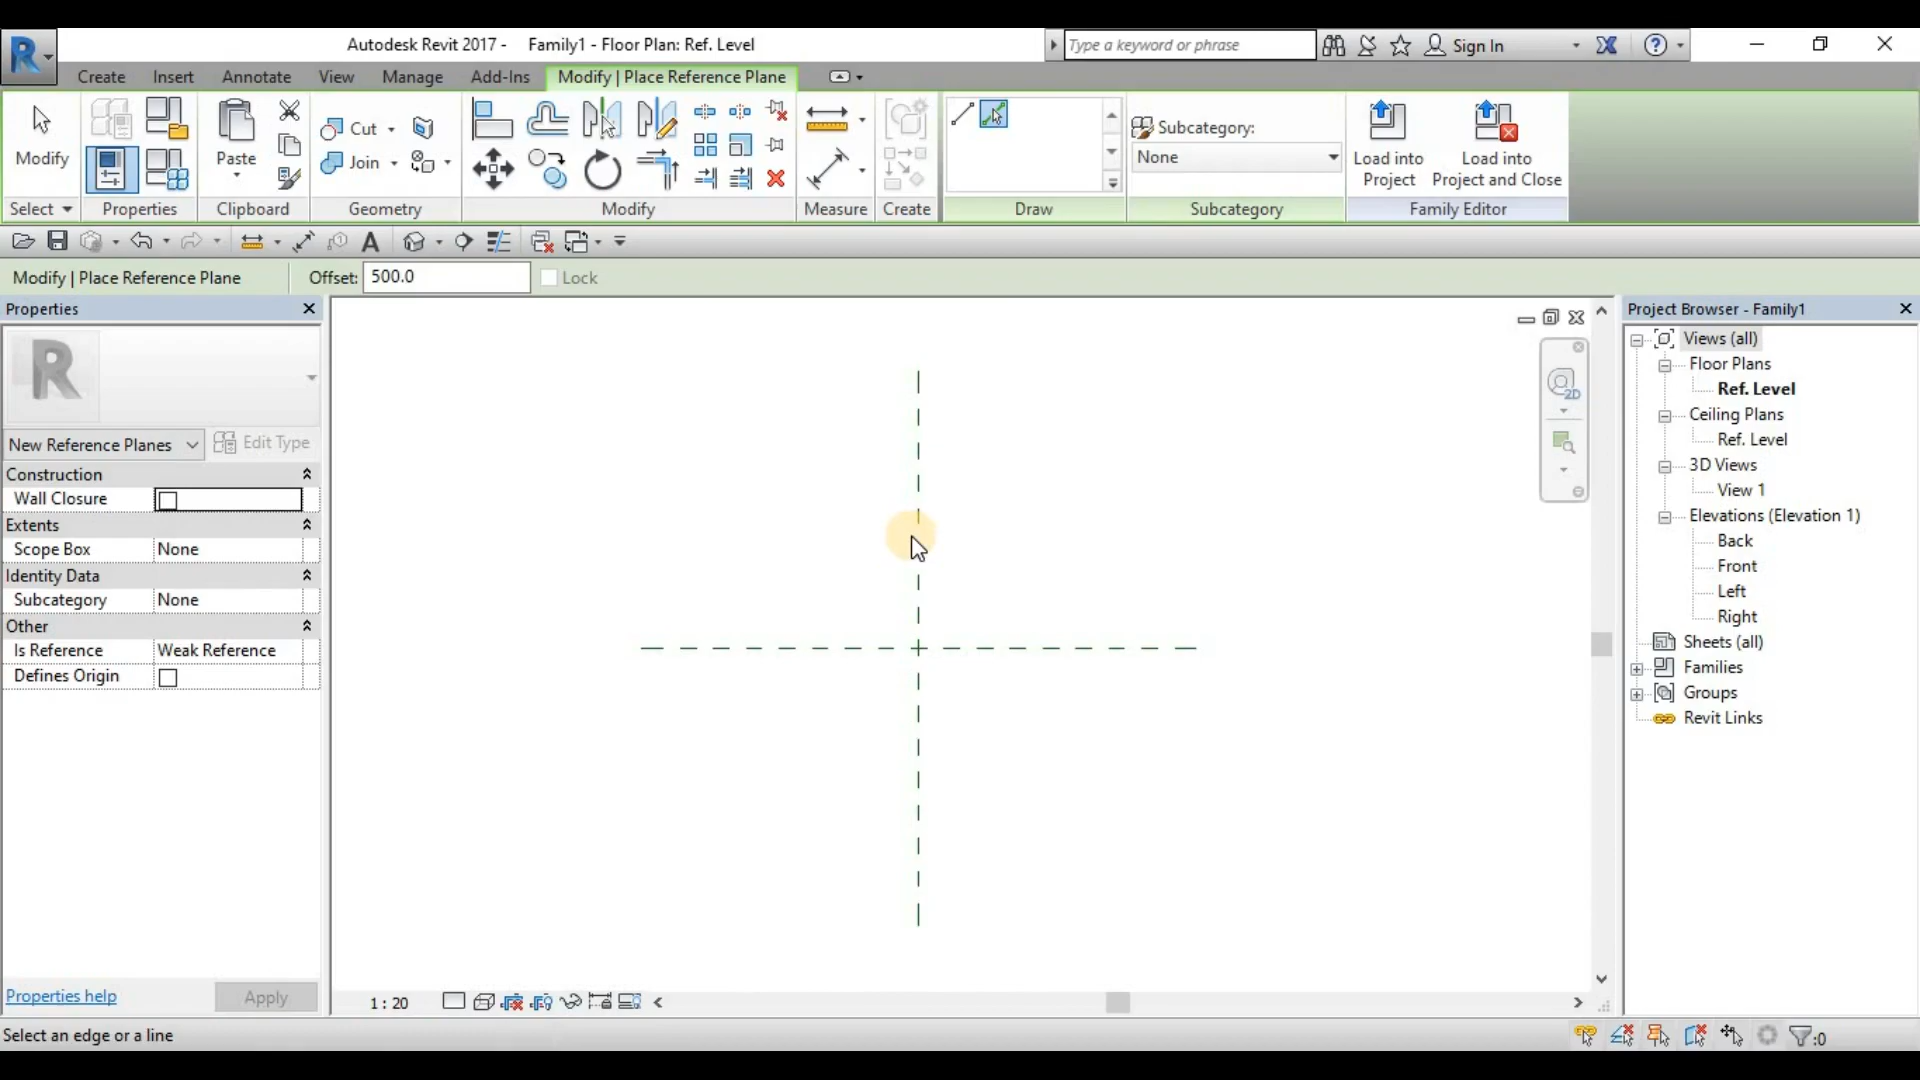 Autodesk Revit 2017 - Family1 - Floor Plan: Ref. Level
Type a keyword or phrase
Sign In
Create Insert Annotate View Manage Add-Ins Modify | Place Reference Plane
Modify
Paste
Cut
Join
Subcategory:
None
Load into Project
Load into Project and Close
Select Properties Clipboard Geometry Modify Measure Create Draw Subcategory Family Editor
Modify | Place Reference Plane Offset: 500.0 Lock
Properties
R
New Reference Planes Edit Type
Construction
Wall Closure
Extents
Scope Box None
Identity Data
Subcategory None
Other
Is Reference Weak Reference
Defines Origin
Properties help Apply
2D
1 : 20
Project Browser - Family1
Views (all)
Floor Plans
Ref. Level
Ceiling Plans
Ref. Level
3D Views
View 1
Elevations (Elevation 1)
Back
Front
Left
Right
Sheets (all)
Families
Groups
Revit Links
Select an edge or a line
:0